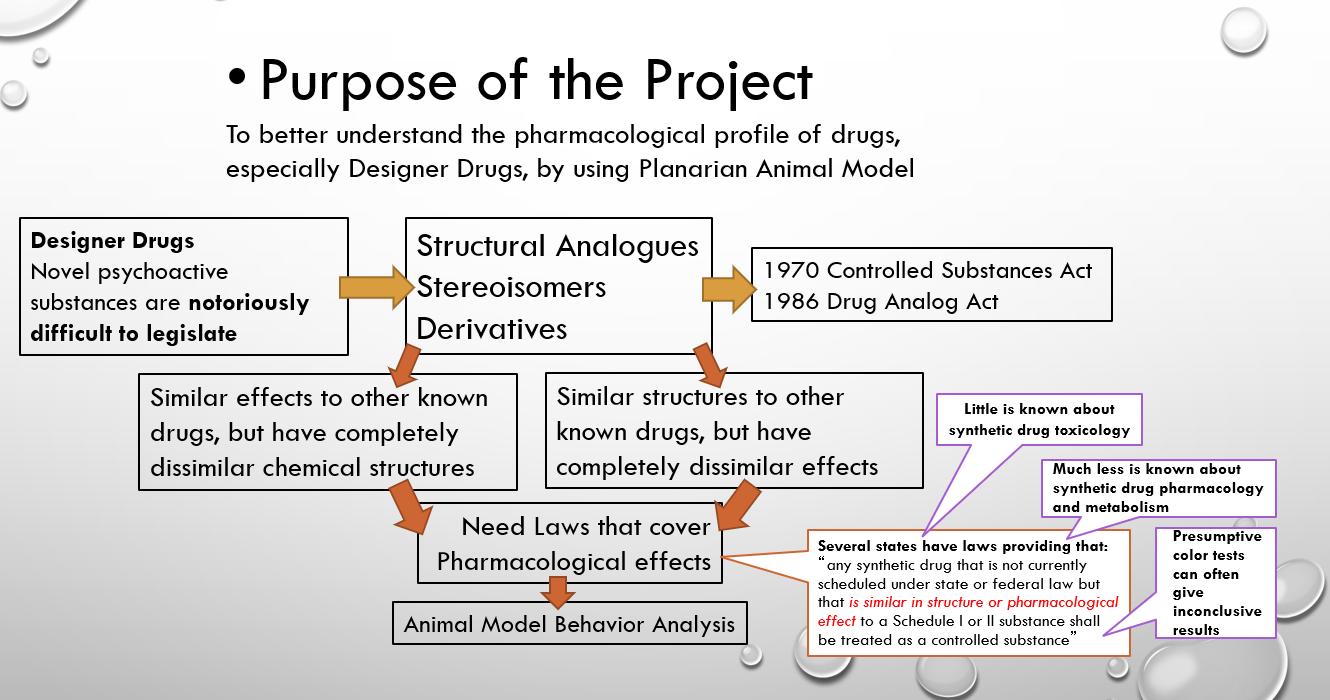 • Purpose of the Project
To better understand the pharmacological profile of drugs,
especially Designer Drugs, by using Planarian Animal Model
Designer Drugs
Novel psychoactive
substances are notoriously
difficult to legislate
Structural Analogues
Stereoisomers
Derivatives
1970 Controlled Substances Act
1986 Drug Analog Act
Similar effects to other known
drugs, but have completely
dissimilar chemical structures
Similar structures to other
known drugs, but have
completely dissimilar effects
Little is known about
synthetic drug toxicology
Much less is known about
synthetic drug pharmacology
and metabolism
Need Laws that cover
Pharmacological effects
Several states have laws providing that:
“any synthetic drug that is not currently
scheduled under state or federal law but
that is similar in structure or pharmacological
effect to a Schedule I or II substance shall
be treated as a controlled substance”
Presumptive
color tests
can often
give
inconclusive
results
Animal Model Behavior Analysis